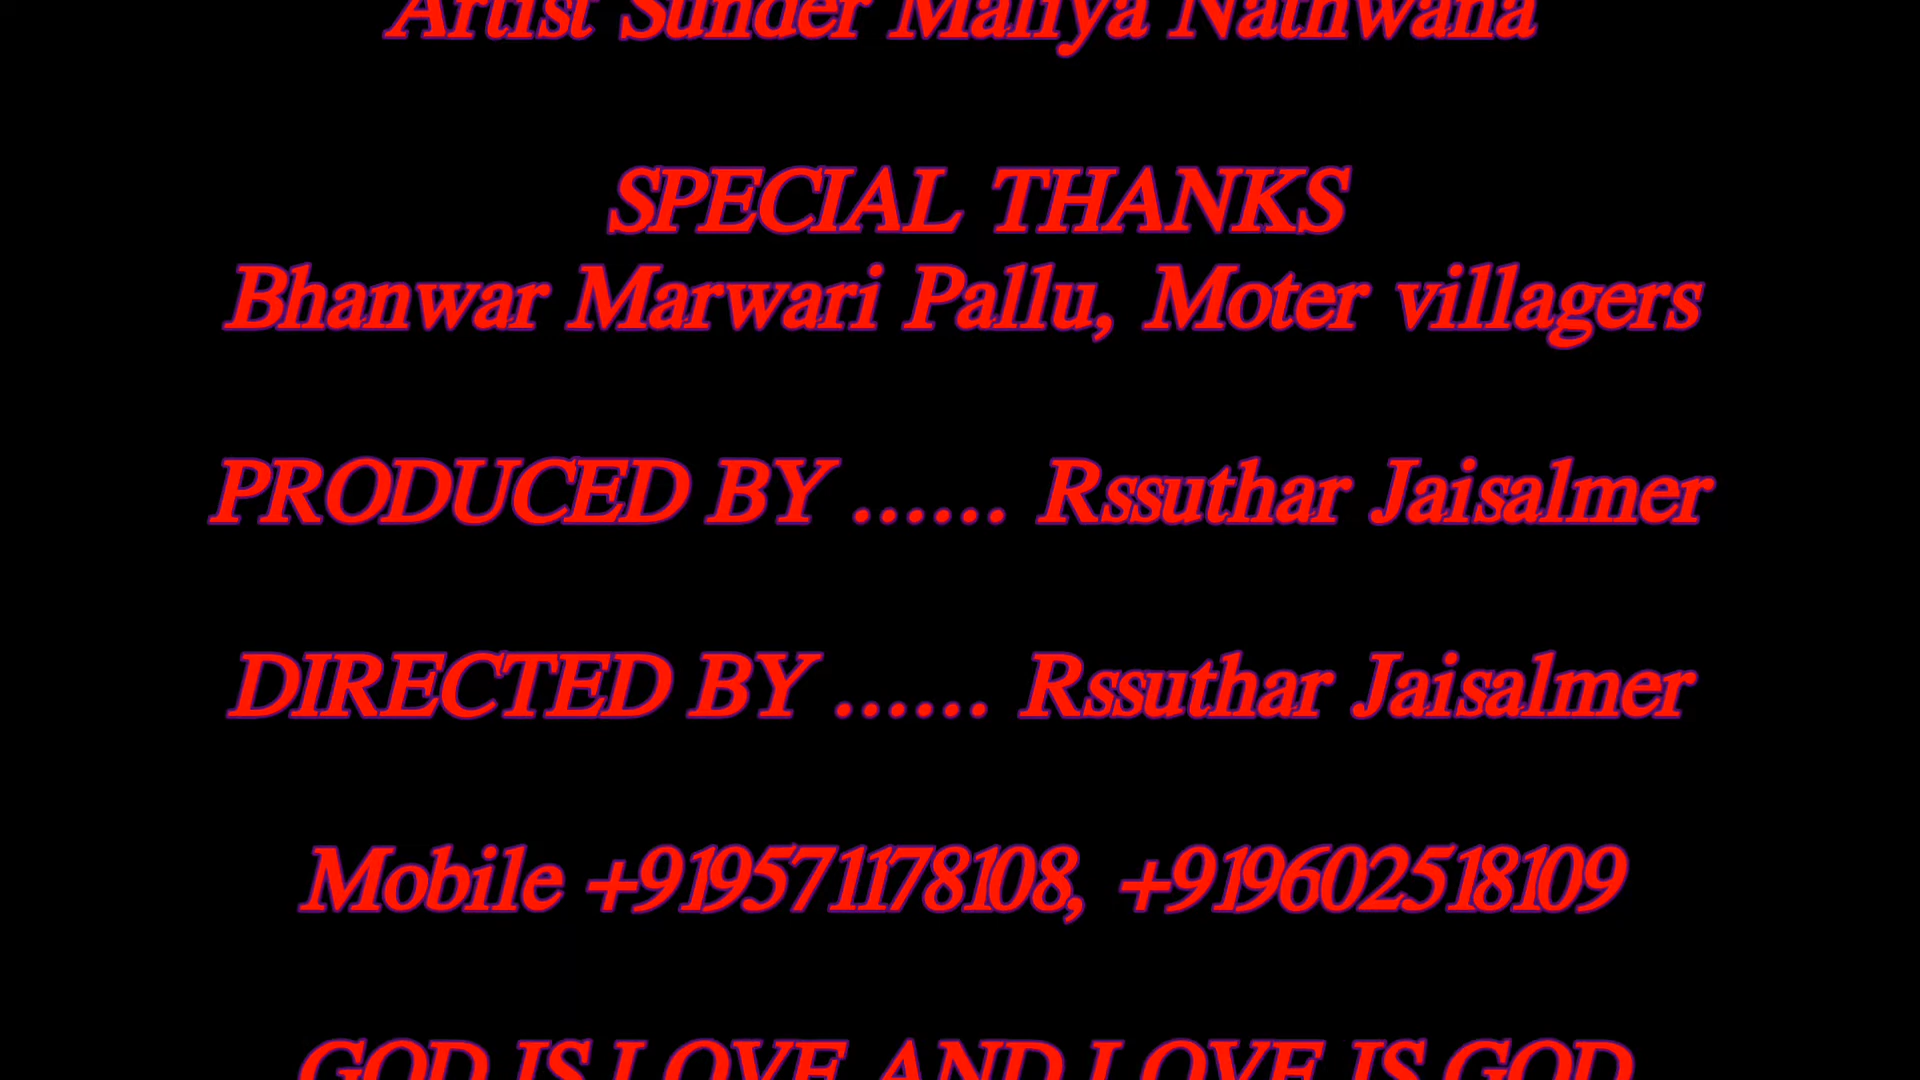 Artist Sunder Maliya Nathwana
SPECIAL THANKS
Bhanwar Marwari Pallu, Moter villagers
PRODUCED BY ...... Rssuthar Jaisalmer
DIRECTED BY ...... Rssuthar Jaisalmer
Mobile +919571178108, +919602518109
GOD IS LOVE AND LOVE IS GOD